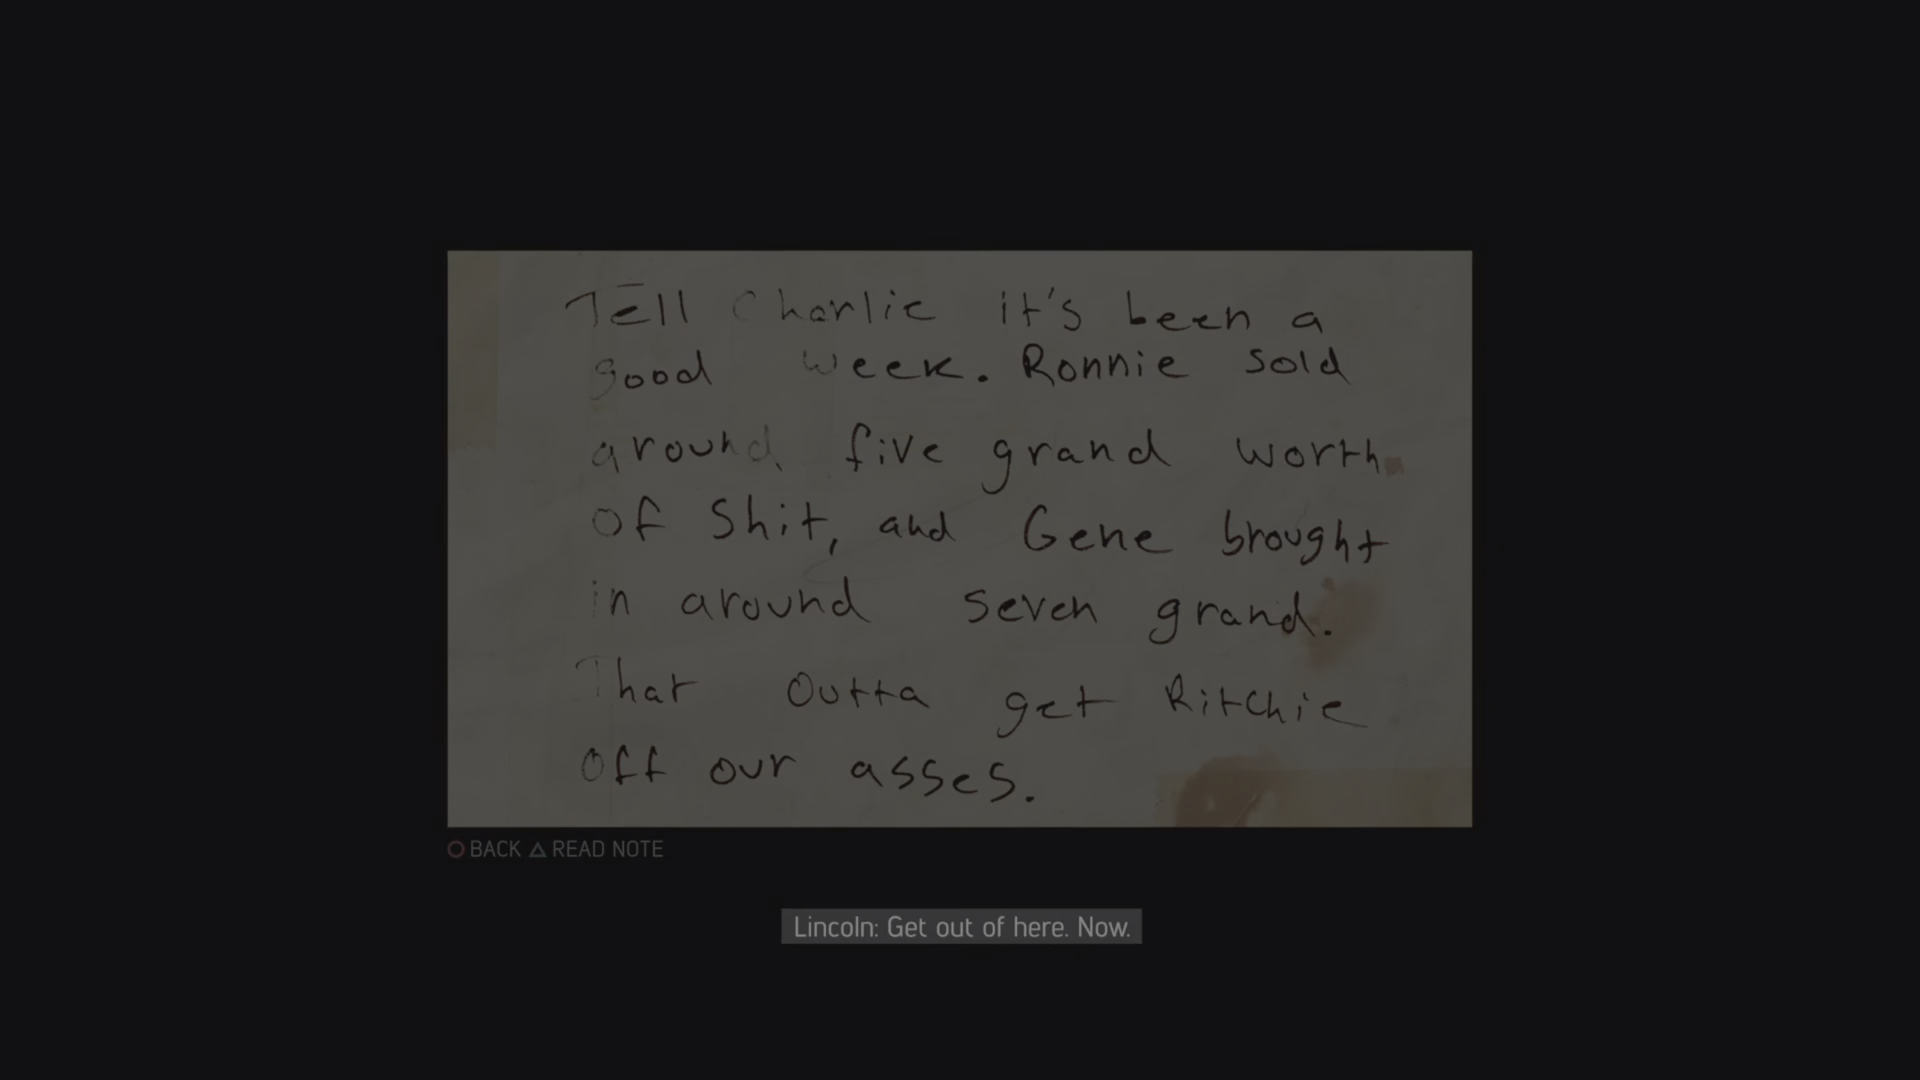 Tell Charlie it's been a
good week. Ronnie sold
around five grand worth
of Shit, and Gene brought
in around seven grand.
That Outta get Ritchie
Off our asses.
BACK READ NOTE
Lincoln: Get out of here. Now.